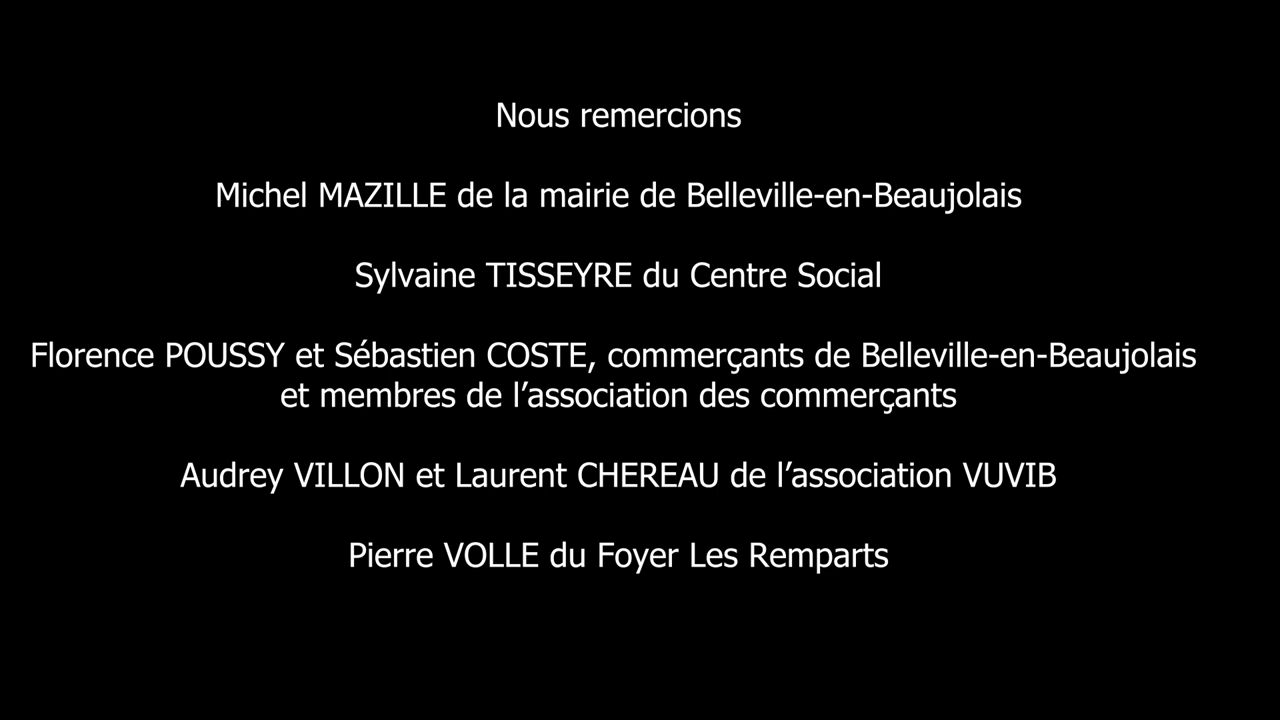 Nous remercions
Michel MAZILLE de la mairie de Belleville-en-Beaujolais
Sylvaine TISSEYRE du Centre Social
Florence POUSSY et Sébastien COSTE, commerçants de Belleville-en-Beaujolais
et membres de l’association des commerçants
Audrey VILLON et Laurent CHEREAU de l’association VUVIB
Pierre VOLLE du Foyer Les Remparts